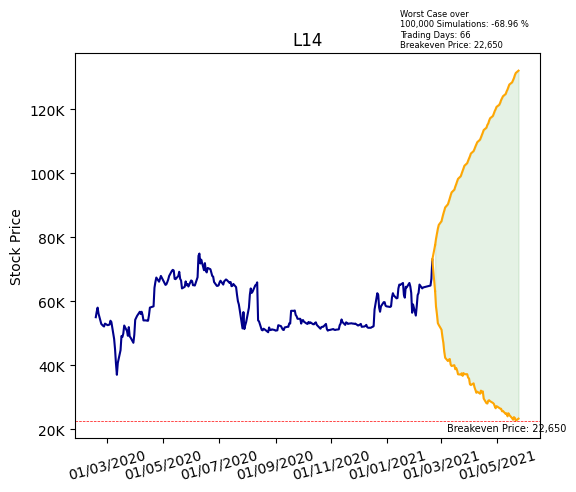 Worst Case over
100,000 Simulations: -68.96 %
Trading Days: 66
Breakeven Price: 22,650
L14
Stock Price
120K
100K
80K
60K
40K
20K
Breakeven Price: 22,650
01/03/2020
01/05/2020
01/07/2020
01/09/2020
01/11/2020
01/01/2021
01/03/2021
01/05/2021